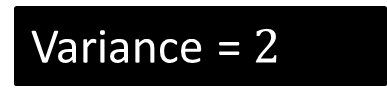 Variance = 2